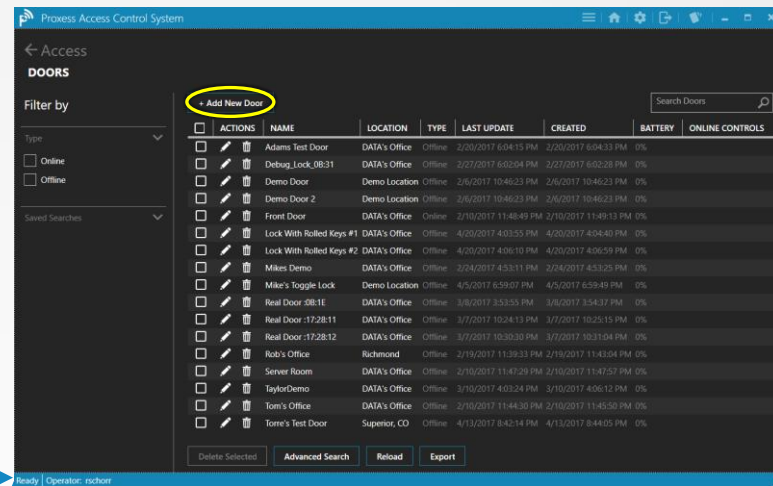 Proxess Access Control System
Access
DOORS
Filter by
Type
Online
Offline
Saved Searches
+ Add New Door
Search Doors
ACTIONS NAME LOCATION TYPE LAST UPDATE CREATED BATTERY ONLINE CONTROLS
Adams Test Door DATA's Office Offline 2/20/2017 6:04:15 PM 2/20/2017 6:04:33 PM 0%
Debug_Lock_0B:31 DATA's Office Offline 2/27/2017 6:02:04 PM 2/27/2017 6:02:28 PM 0%
Demo Door Demo Location Offline 2/6/2017 10:46:23 PM 2/6/2017 10:46:23 PM 0%
Demo Door 2 Demo Location Offline 2/6/2017 10:46:23 PM 2/6/2017 10:46:23 PM 0%
Front Door DATA's Office Online 2/10/2017 11:48:49 PM 2/10/2017 11:49:13 PM 0%
Lock With Rolled Keys #1 DATA's Office Offline 4/20/2017 4:03:55 PM 4/20/2017 4:04:40 PM 0%
Lock With Rolled Keys #2 DATA's Office Offline 4/20/2017 4:06:10 PM 4/20/2017 4:06:59 PM 0%
Mikes Demo DATA's Office Offline 2/24/2017 4:53:11 PM 2/24/2017 4:53:25 PM 0%
Mike's Toggle Lock Demo Location Offline 4/5/2017 6:59:07 PM 4/5/2017 6:59:49 PM 0%
Real Door :0B:1E DATA's Office Offline 3/8/2017 3:53:55 PM 3/8/2017 3:54:37 PM 0%
Real Door :17:28:11 DATA's Office Offline 3/7/2017 10:24:13 PM 3/7/2017 10:25:15 PM 0%
Real Door :17:28:12 DATA's Office Offline 3/7/2017 10:30:30 PM 3/7/2017 10:31:04 PM 0%
Rob's Office Richmond Offline 2/19/2017 11:39:33 PM 2/19/2017 11:43:04 PM 0%
Server Room DATA's Office Offline 2/10/2017 11:47:29 PM 2/10/2017 11:47:57 PM 0%
TaylorDemo DATA's Office Offline 3/10/2017 4:03:24 PM 3/10/2017 4:06:12 PM 0%
Tom's Office DATA's Office Offline 2/10/2017 11:44:30 PM 2/10/2017 11:45:50 PM 0%
Torre's Test Door Superior, CO Offline 4/13/2017 8:42:14 PM 4/13/2017 8:44:05 PM 0%
Delete Selected Advanced Search Reload Export
Ready Operator: rschorr